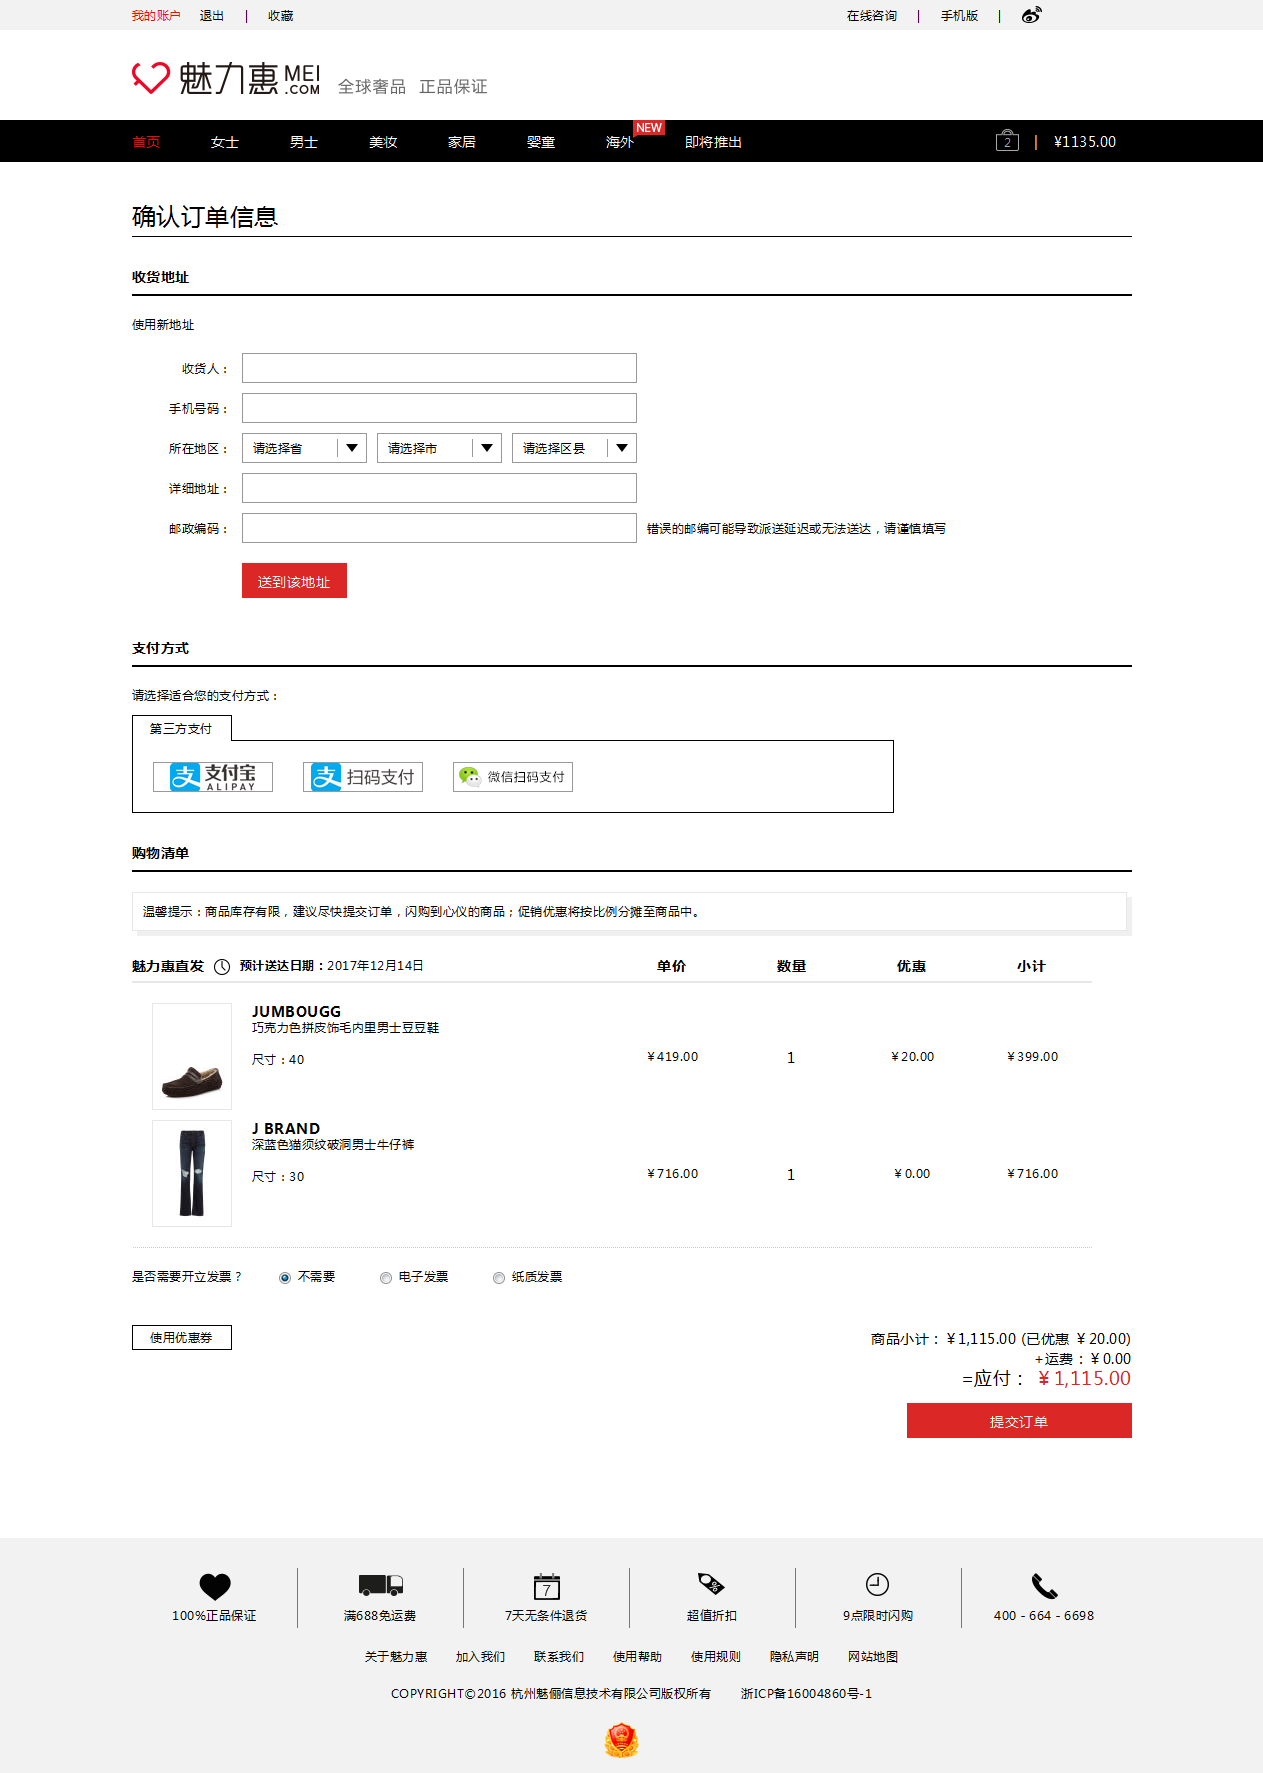 我的账户 退出 | 收藏 在线咨询 | 手机版 |
魅力惠 MEI.COM 全球奢品 正品保证
首页 女士 男士 美妆 家居 婴童 海外 NEW 即将推出 2 | ¥1135.00
确认订单信息
收货地址
使用新地址
收货人：
手机号码：
所在地区： 请选择省 请选择市 请选择区县
详细地址：
邮政编码： 错误的邮编可能导致派送延迟或无法送达，请谨慎填写
送到该地址
支付方式
请选择适合您的支付方式：
第三方支付
支付宝 ALIPAY 扫码支付 微信扫码支付
购物清单
温馨提示：商品库存有限，建议尽快提交订单，闪购到心仪的商品；促销优惠将按比例分摊至商品中。
魅力惠直发 预计送达日期：2017年12月14日 单价 数量 优惠 小计
JUMBOUGG
巧克力色拼皮饰毛内里男士豆豆鞋
尺寸：40 ￥419.00 1 ￥20.00 ￥399.00
J BRAND
深蓝色猫须纹破洞男士牛仔裤
尺寸：30 ￥716.00 1 ￥0.00 ￥716.00
是否需要开立发票？ 不需要 电子发票 纸质发票
使用优惠券 商品小计：￥1,115.00 (已优惠 ￥20.00)
+运费：￥0.00
=应付：￥1,115.00
提交订单
7
100%正品保证 满688免运费 7天无条件退货 超值折扣 9点限时闪购 400 - 664 - 6698
关于魅力惠 加入我们 联系我们 使用帮助 使用规则 隐私声明 网站地图
COPYRIGHT©2016 杭州魅俪信息技术有限公司版权所有 浙ICP备16004860号-1